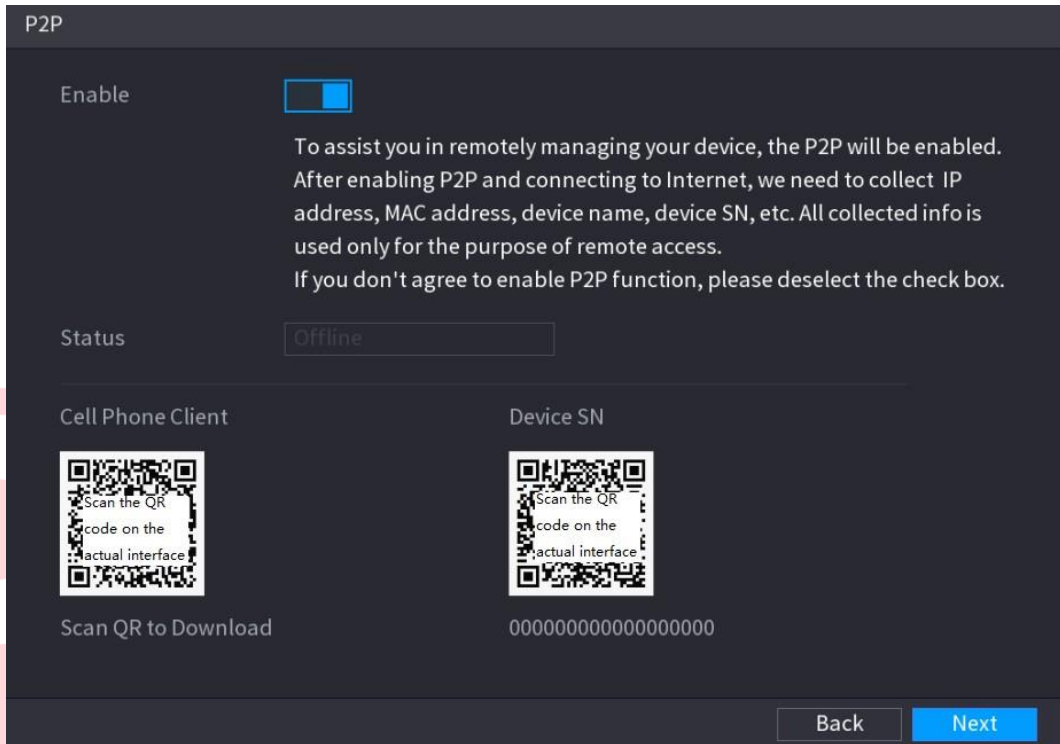 P2P
Enable
To assist you in remotely managing your device, the P2P will be enabled.
After enabling P2P and connecting to Internet, we need to collect IP
address, MAC address, device name, device SN, etc. All collected info is
used only for the purpose of remote access.
If you don't agree to enable P2P function, please deselect the check box.
Status
Offline
Cell Phone Client
Device SN
Scan the QR
code on the
actual interface
Scan the QR
code on the
actual interface
Scan QR to Download
000000000000000000
Back
Next